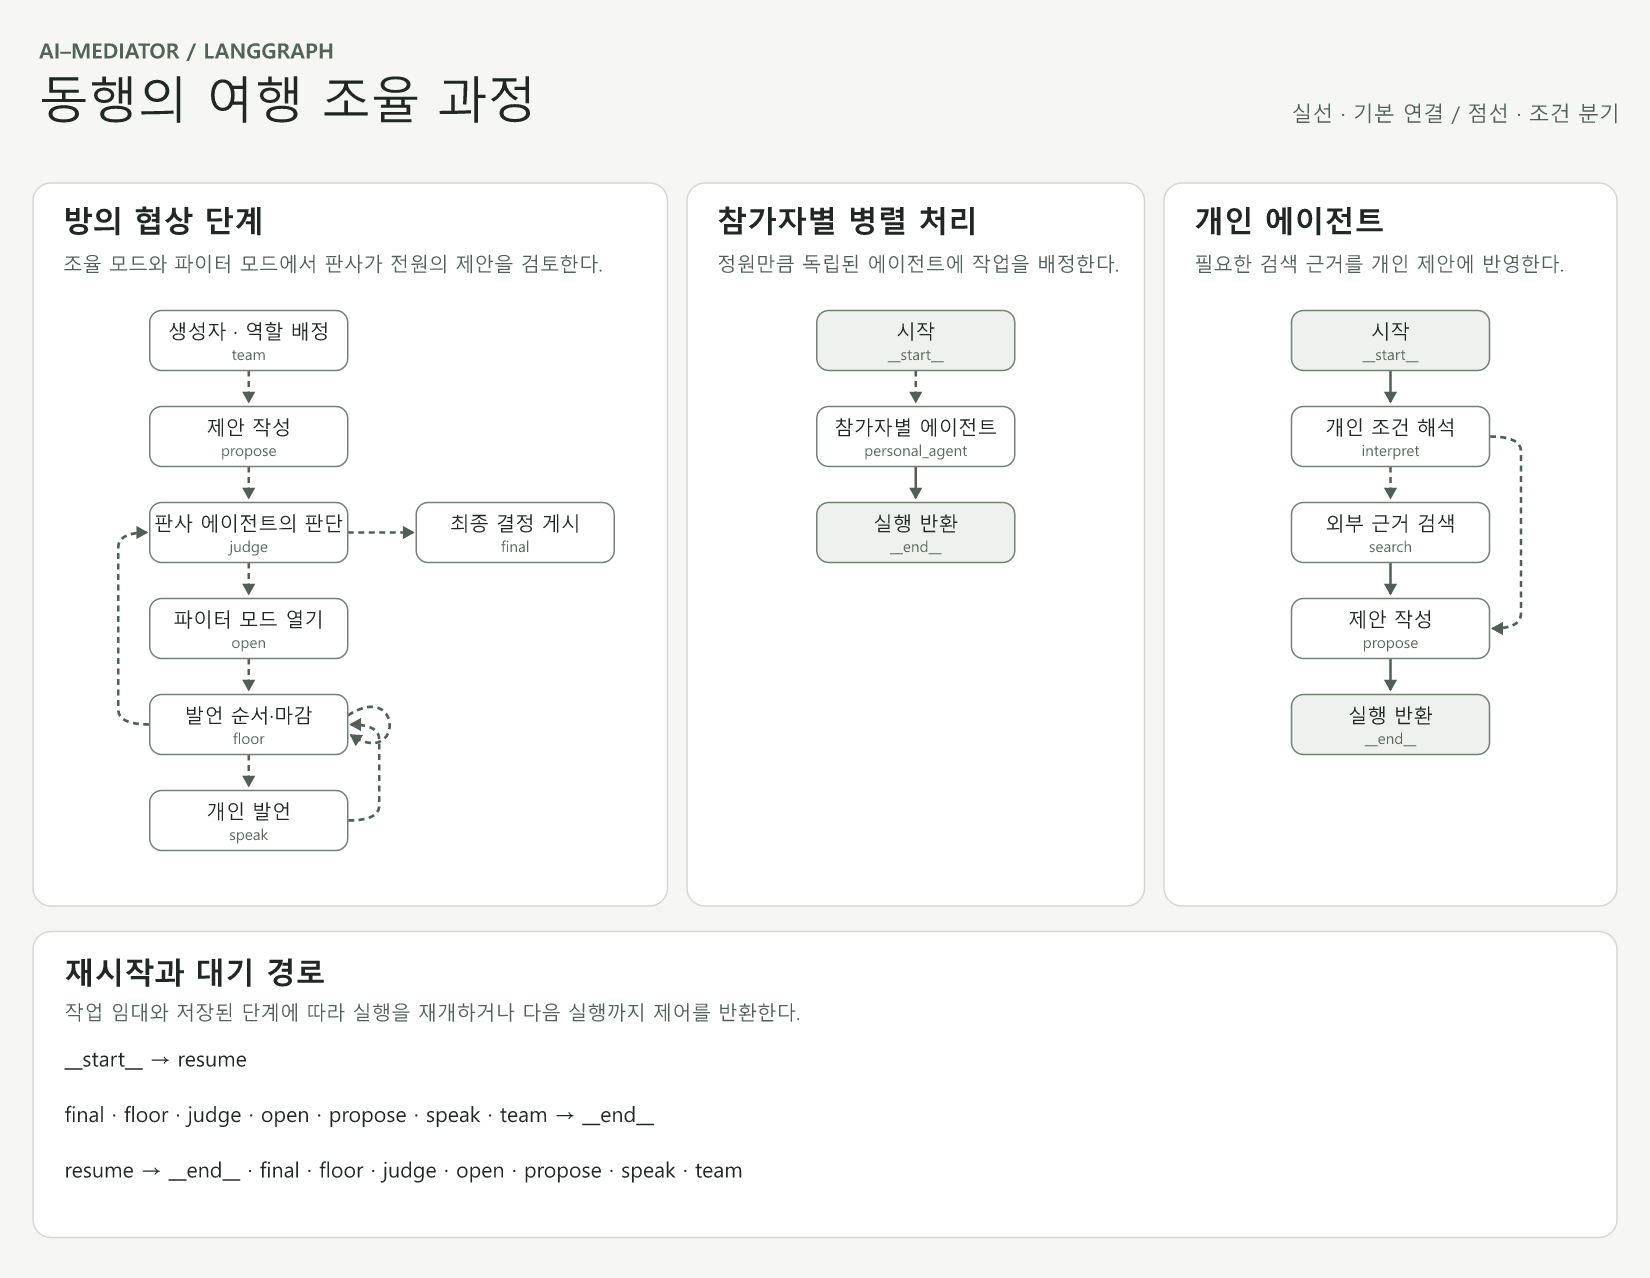 AI–MEDIATOR / LANGGRAPH
동행의 여행 조율 과정
실선 · 기본 연결 / 점선 · 조건 분기
방의 협상 단계
조율 모드와 파이터 모드에서 판사가 전원의 제안을 검토한다.
생성자 · 역할 배정
team
제안 작성
propose
판사 에이전트의 판단
judge
최종 결정 게시
final
파이터 모드 열기
open
발언 순서·마감
floor
개인 발언
speak
참가자별 병렬 처리
정원만큼 독립된 에이전트에 작업을 배정한다.
시작
__start__
참가자별 에이전트
personal_agent
실행 반환
__end__
개인 에이전트
필요한 검색 근거를 개인 제안에 반영한다.
시작
__start__
개인 조건 해석
interpret
외부 근거 검색
search
제안 작성
propose
실행 반환
__end__
재시작과 대기 경로
작업 임대와 저장된 단계에 따라 실행을 재개하거나 다음 실행까지 제어를 반환한다.
__start__ → resume
final · floor · judge · open · propose · speak · team → __end__
resume → __end__ · final · floor · judge · open · propose · speak · team